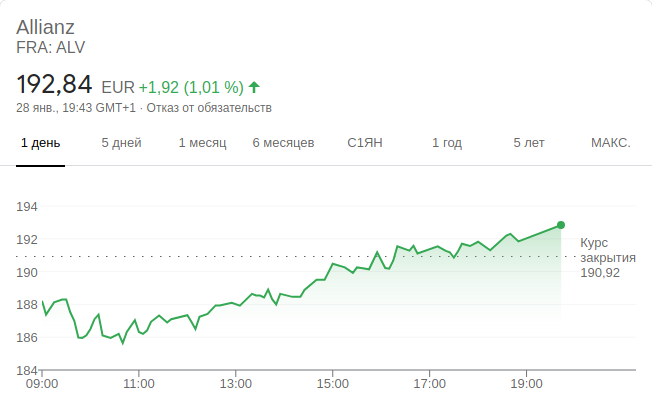 Allianz
FRA: ALV
192,84 EUR +1,92 (1,01 %)
28 янв., 19:43 GMT+1 · Отказ от обязательств
1 день 5 дней 1 месяц 6 месяцев С1ЯН 1 год 5 лет МАКС.
194
192
190
188
186
184
Курс
закрытия
190,92
09:00 11:00 13:00 15:00 17:00 19:00